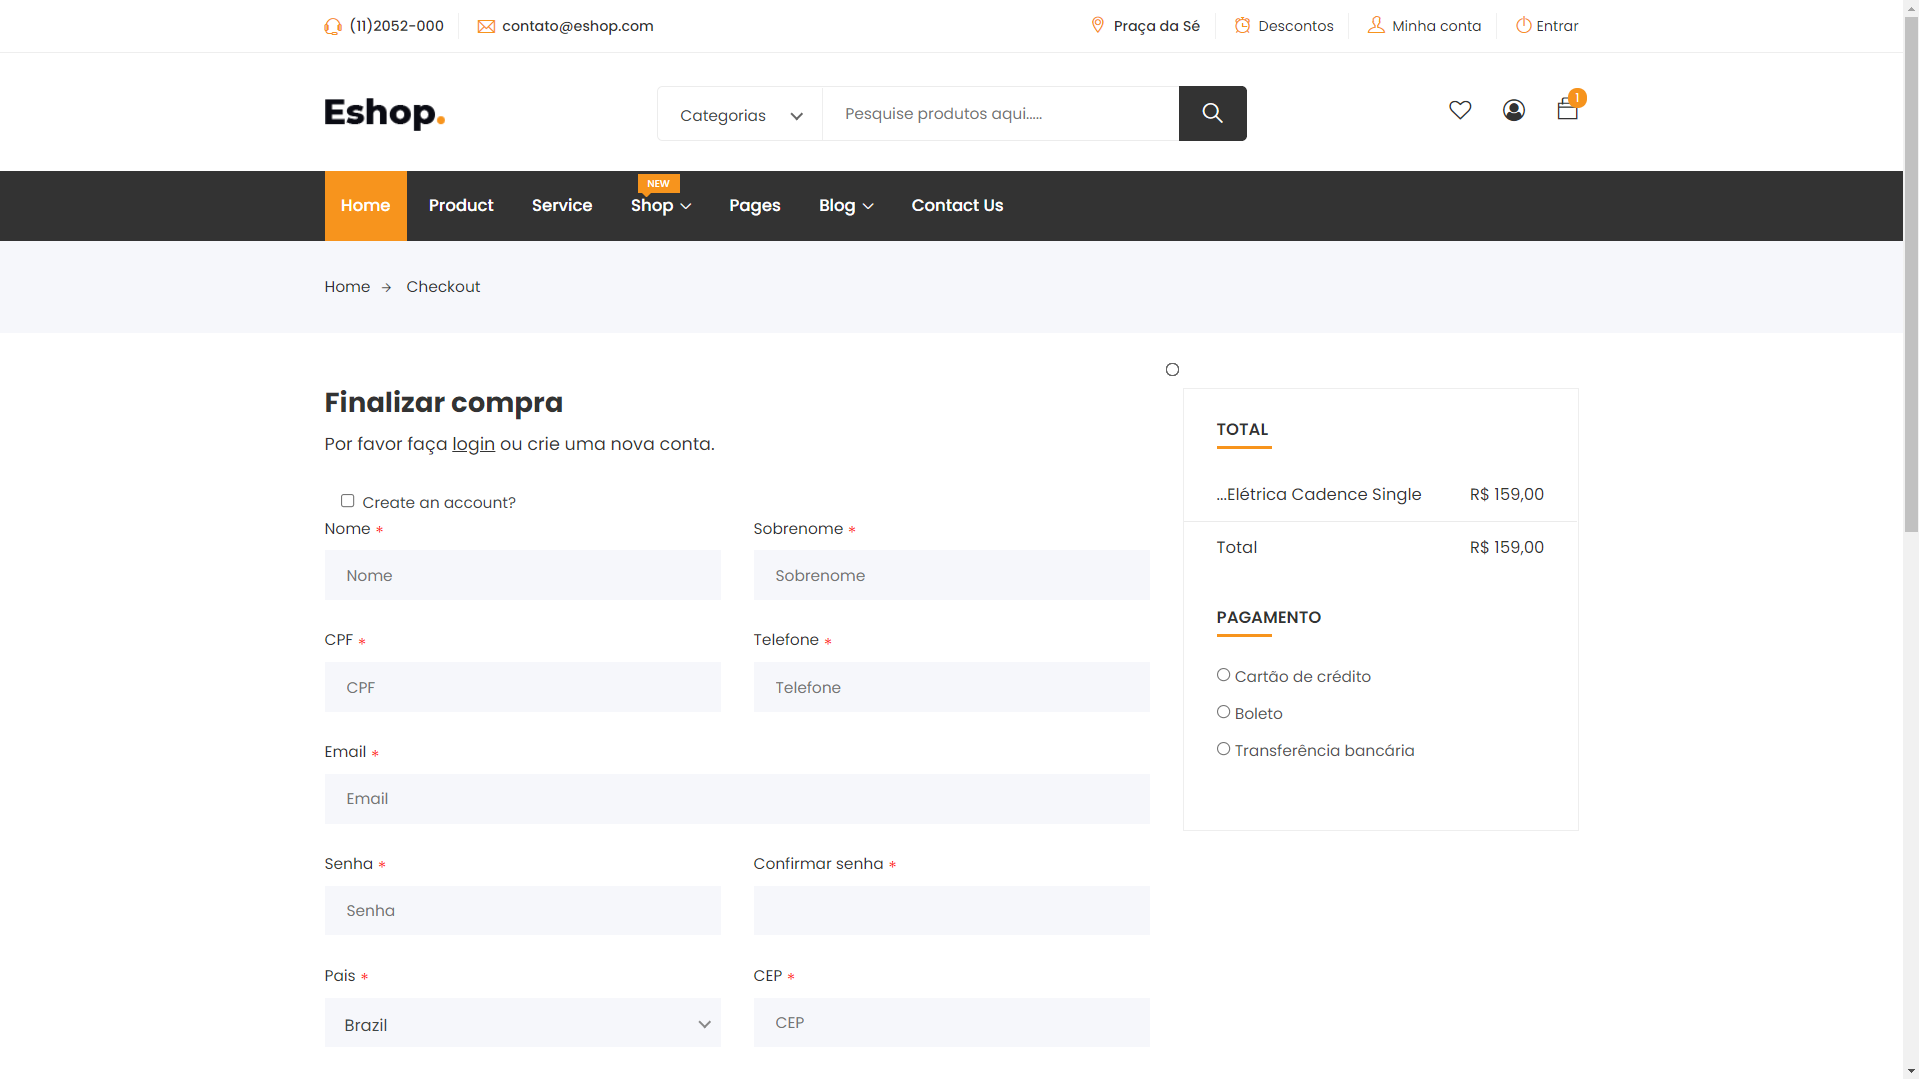 (11)2052-000 contato@eshop.com Praça da Sé Descontos Minha conta Entrar
Eshop. Categorias Pesquise produtos aqui..... 1
NEW
Home Product Service Shop Pages Blog Contact Us
Home → Checkout
Finalizar compra
Por favor faça login ou crie uma nova conta.
Create an account?
Nome *
Sobrenome *
Nome
Sobrenome
CPF *
Telefone *
CPF
Telefone
Email *
Email
Senha *
Confirmar senha *
Senha
Pais *
CEP *
Brazil
CEP
TOTAL
...Elétrica Cadence Single R$ 159,00
Total R$ 159,00
PAGAMENTO
Cartão de crédito
Boleto
Transferência bancária